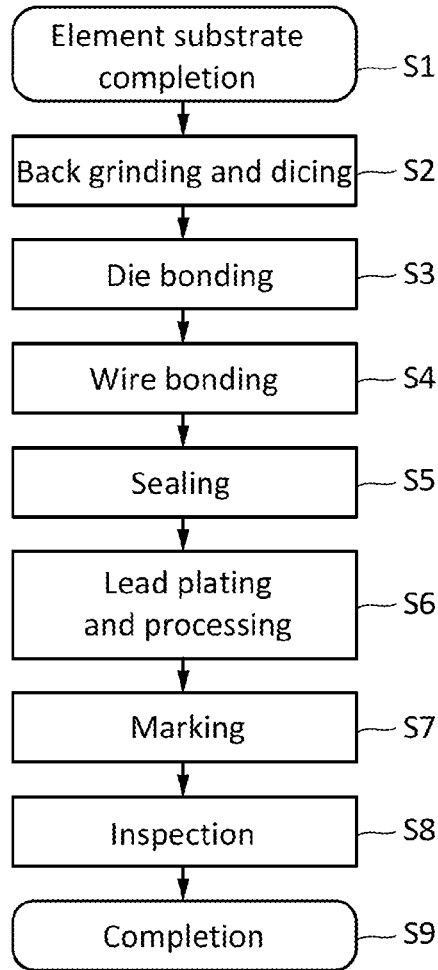 Element substrate
completion
S1
Back grinding and dicing
S2
Die bonding
S3
Wire bonding
S4
Sealing
S5
Lead plating
and processing
S6
Marking
S7
Inspection
S8
Completion
S9